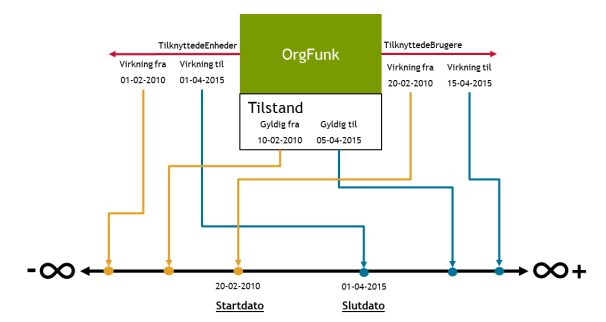 OrgFunk
TilknyttedeEnheder
TilknyttedeBrugere
Virkning fra
01-02-2010
Virkning til
01-04-2015
Virkning fra
20-02-2010
Virkning til
15-04-2015
Tilstand
Gyldig fra
10-02-2010
Gyldig til
05-04-2015
- ∞
∞ +
20-02-2010
Startdato
01-04-2015
Slutdato